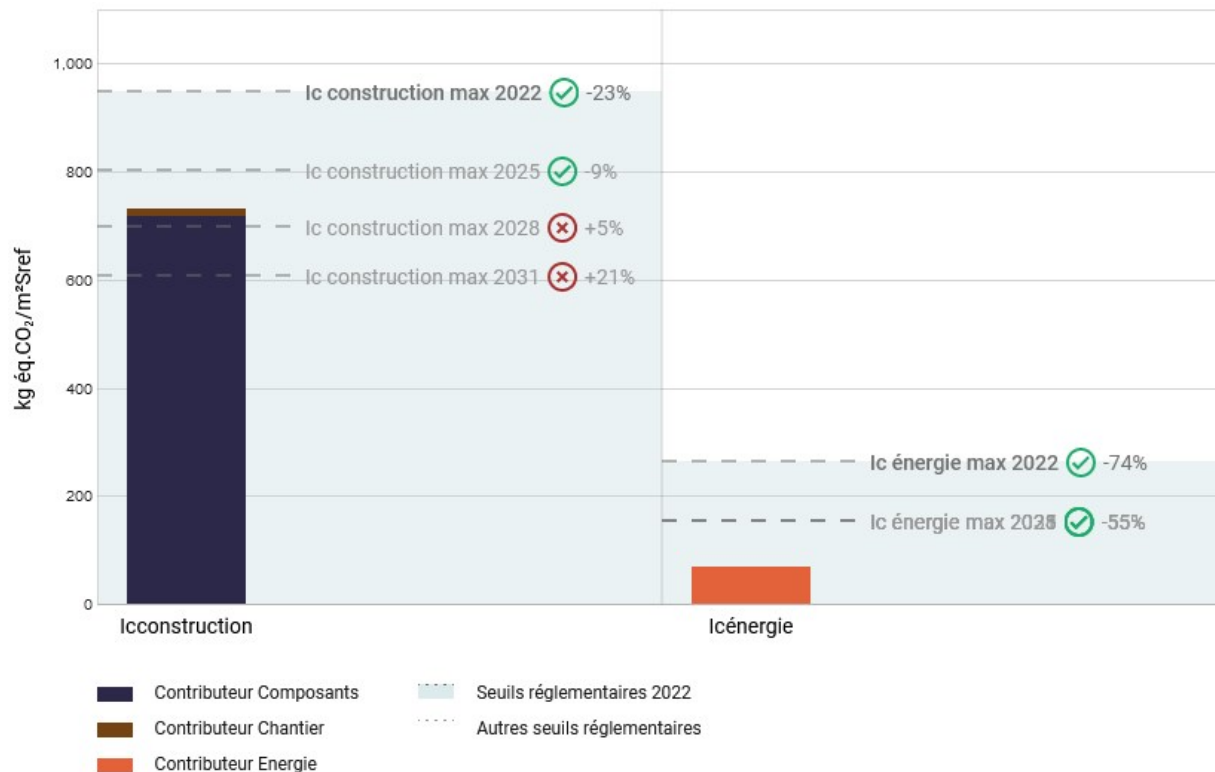 kg éq.CO₂/m²Sref
1,000
800
600
400
200
0
Ic construction max 2022 -23%
Ic construction max 2025 -9%
Ic construction max 2028 +5%
Ic construction max 2031 +21%
Ic énergie max 2022 -74%
Ic énergie max -55%
Icconstruction
Icénergie
Contributeur Composants
Contributeur Chantier
Contributeur Energie
Seuils réglementaires 2022
Autres seuils réglementaires